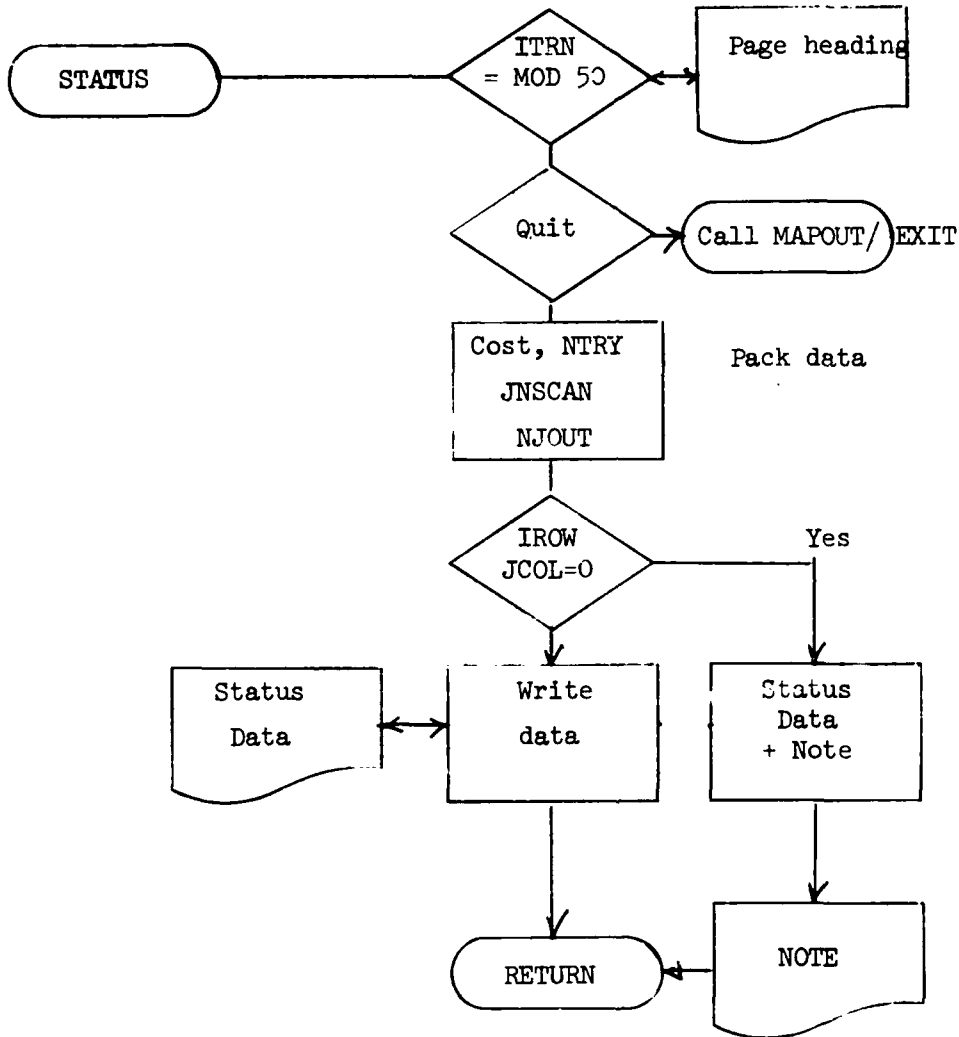 STATUS
ITRN
= MOD 50
Page heading
Quit
Call MAPOUT/ EXIT
Cost, NTRY
JNSCAN
NJOUT
Pack data
IROW
JCOL=0
Yes
Status
Data
Write
data
Status
Data
+ Note
RETURN
NOTE